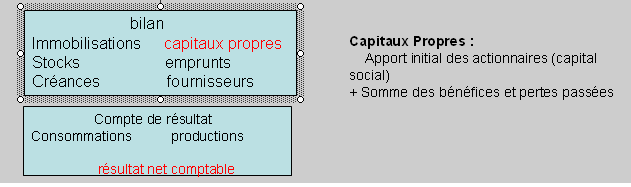 bilan
Immobilisations capitaux propres
Stocks emprunts
Créances fournisseurs
Compte de résultat
Consommations productions
résultat net comptable
Capitaux Propres :
Apport initial des actionnaires (capital
social)
+ Somme des bénéfices et pertes passées